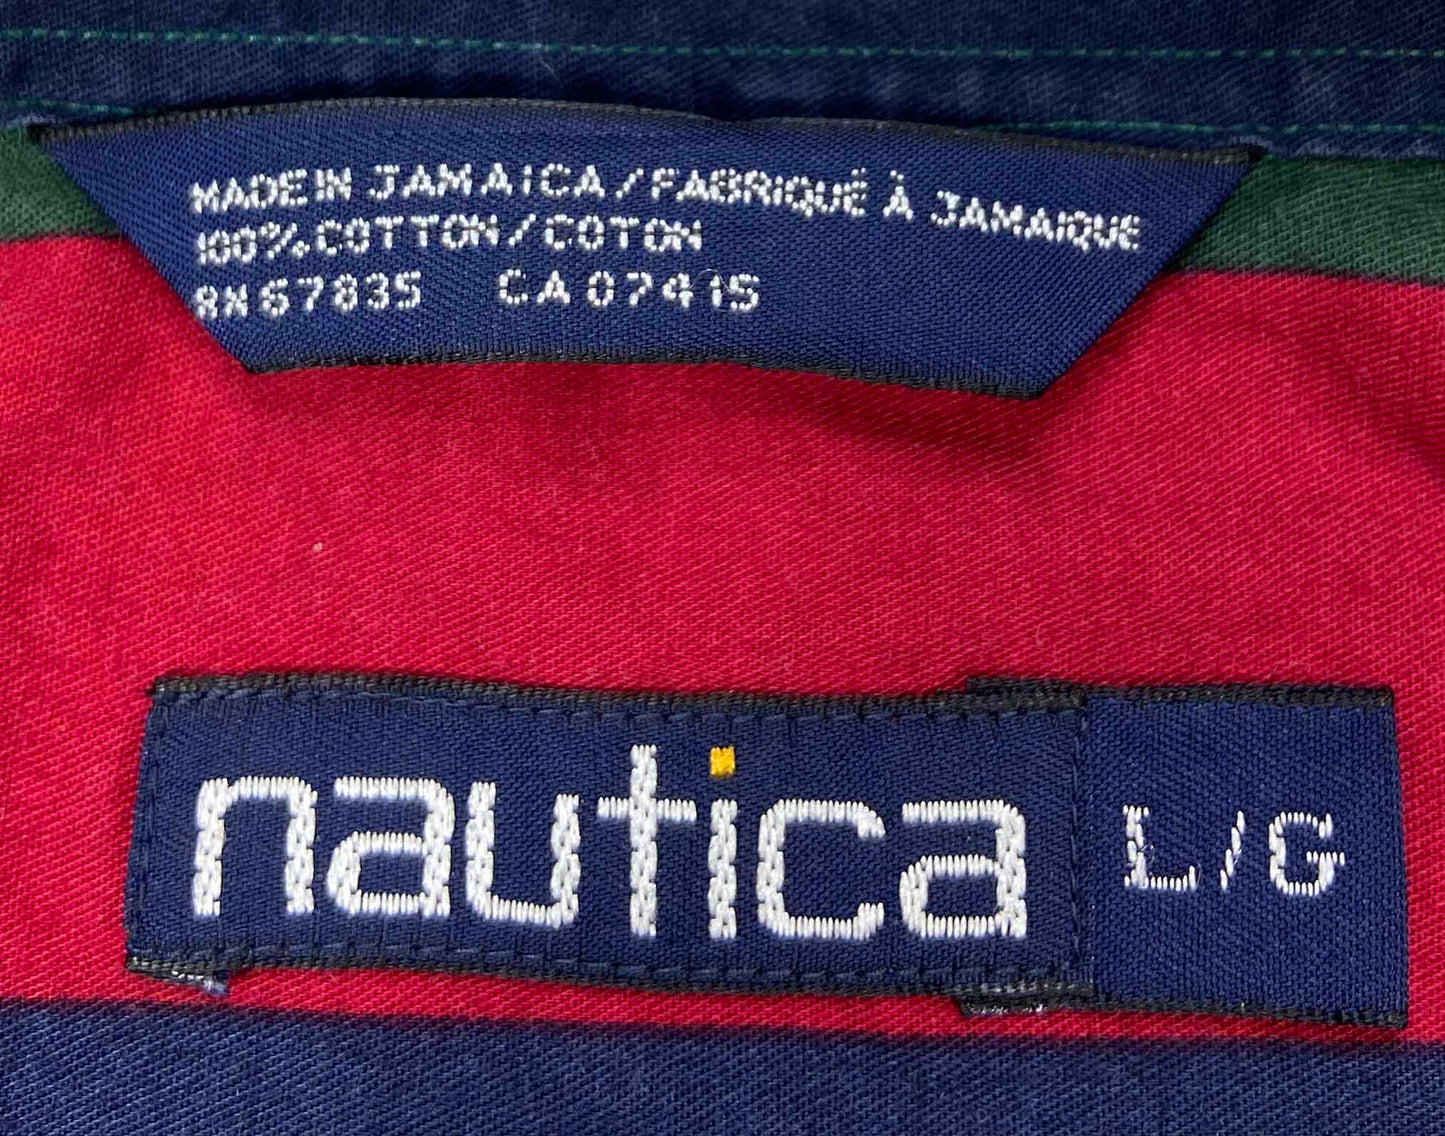 MADE IN JAMAICA / FABRIQUÉ À JAMAIQUE
100% COTTON / COTON
RN 67835 CA 07415
nautica
L/G